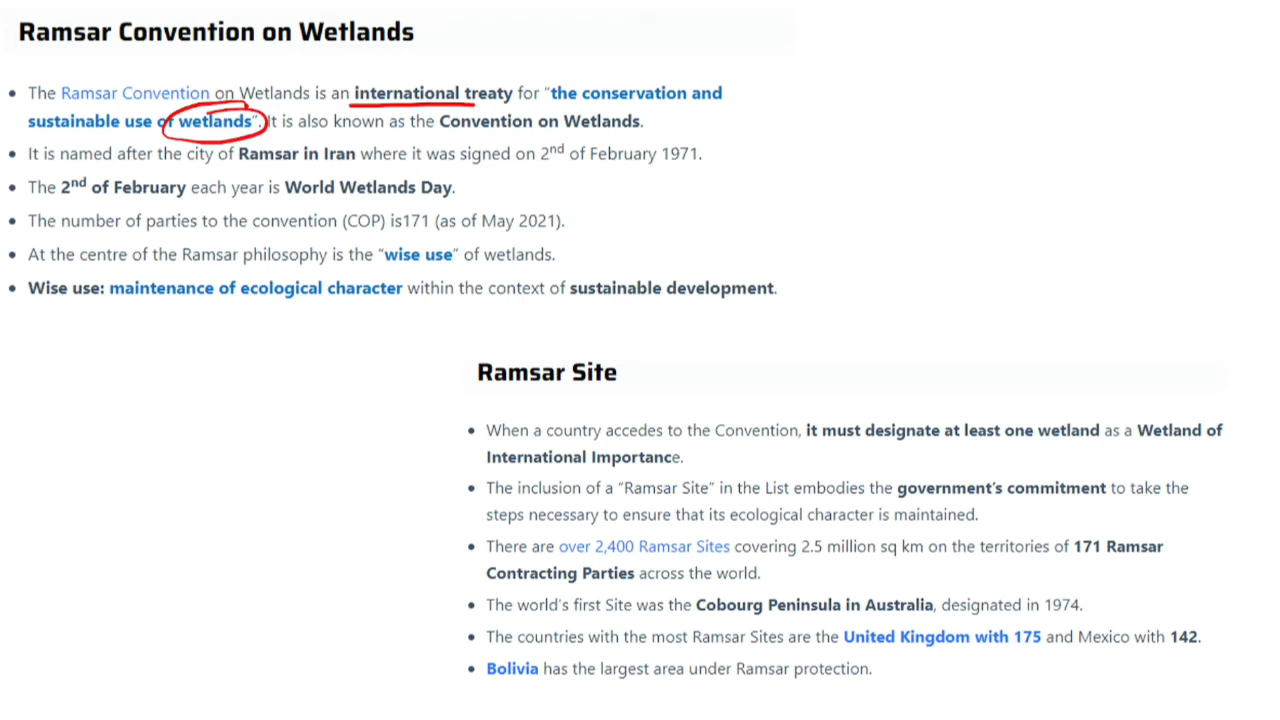 Ramsar Convention on Wetlands
The Ramsar Convention on Wetlands is an international treaty for “the conservation and
sustainable use of wetlands”. It is also known as the Convention on Wetlands.
It is named after the city of Ramsar in Iran where it was signed on 2nd of February 1971.
The 2nd of February each year is World Wetlands Day.
The number of parties to the convention (COP) is171 (as of May 2021).
At the centre of the Ramsar philosophy is the “wise use” of wetlands.
Wise use: maintenance of ecological character within the context of sustainable development.
Ramsar Site
When a country accedes to the Convention, it must designate at least one wetland as a Wetland of
International Importance.
The inclusion of a “Ramsar Site” in the List embodies the government’s commitment to take the
steps necessary to ensure that its ecological character is maintained.
There are over 2,400 Ramsar Sites covering 2.5 million sq km on the territories of 171 Ramsar
Contracting Parties across the world.
The world’s first Site was the Cobourg Peninsula in Australia, designated in 1974.
The countries with the most Ramsar Sites are the United Kingdom with 175 and Mexico with 142.
Bolivia has the largest area under Ramsar protection.